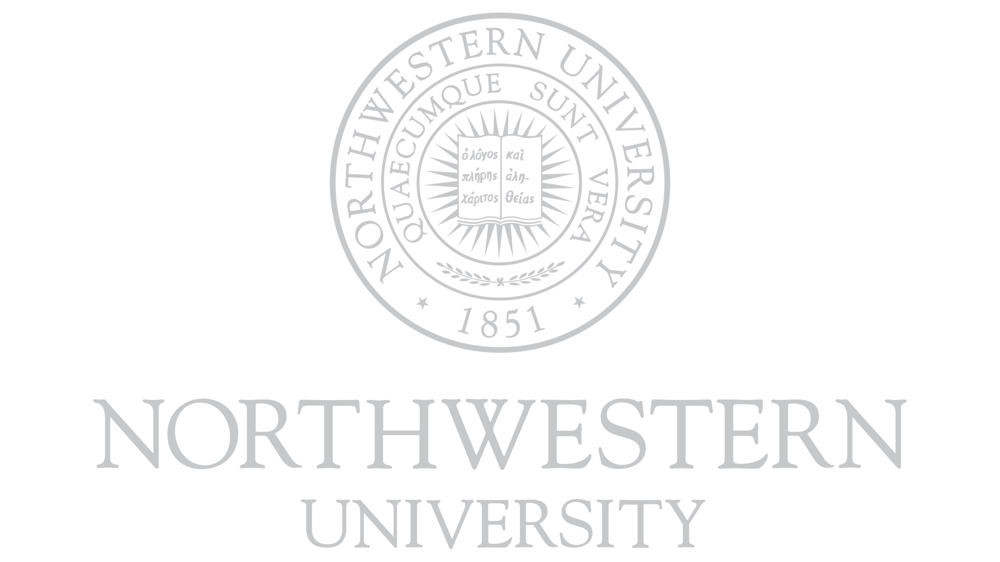 NORTHWESTERN UNIVERSITY
QUAECUMQUE SUNT VERA
ὁ λόγος
πλήρης
χάριτος
καὶ
ἀλη-
θείας
1851
NORTHWESTERN
UNIVERSITY